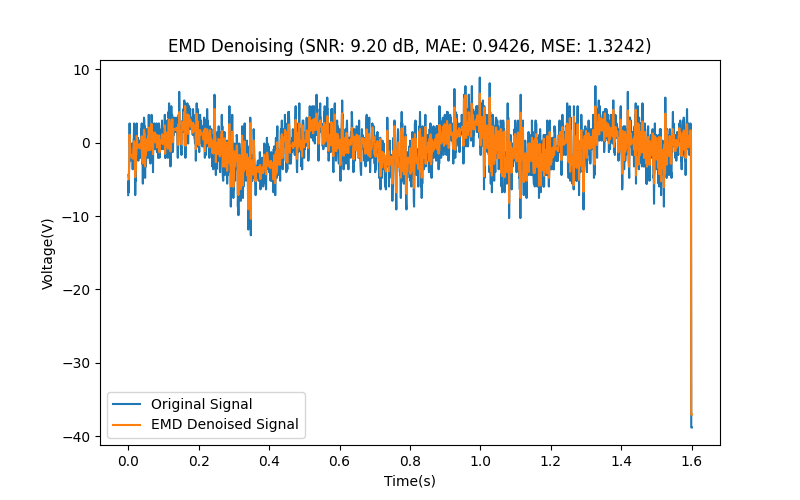 EMD Denoising (SNR: 9.20 dB, MAE: 0.9426, MSE: 1.3242)
10
0
−10
−20
−30
−40
Voltage(V)
Original Signal
EMD Denoised Signal
0.0 0.2 0.4 0.6 0.8 1.0 1.2 1.4 1.6
Time(s)